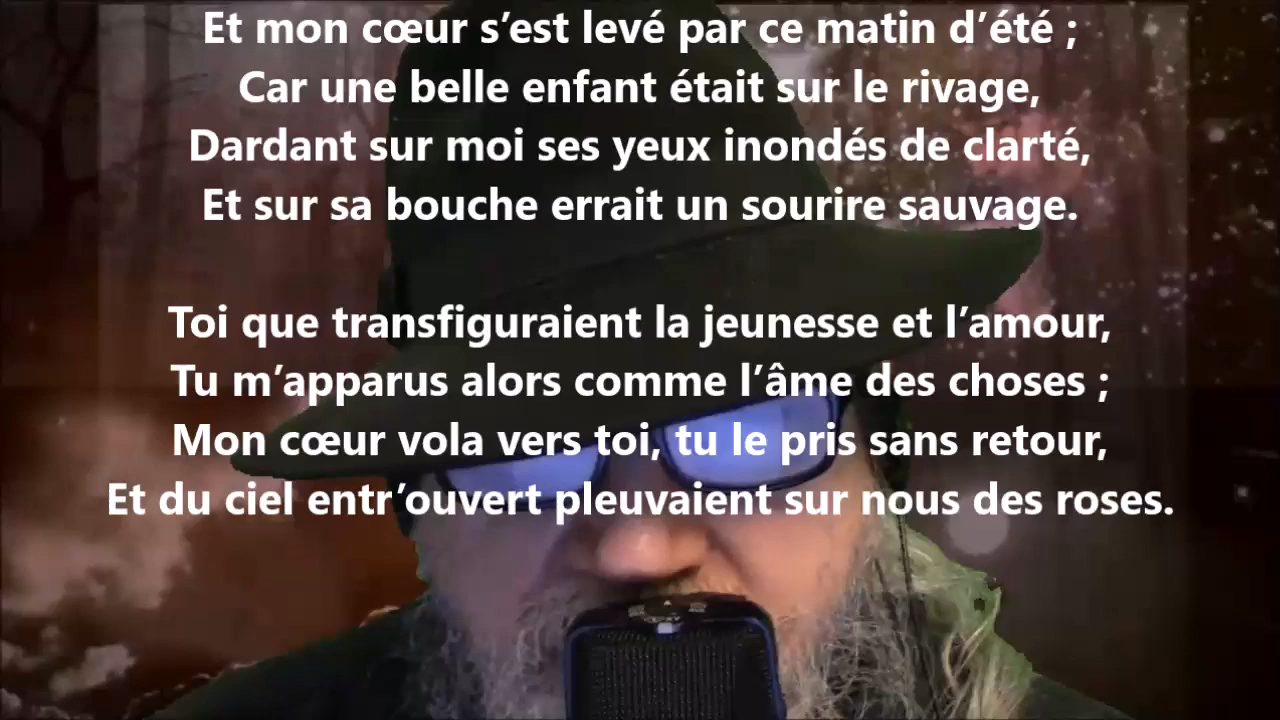 Et mon cœur s’est levé par ce matin d’été ;
Car une belle enfant était sur le rivage,
Dardant sur moi ses yeux inondés de clarté,
Et sur sa bouche errait un sourire sauvage.
Toi que transfiguraient la jeunesse et l’amour,
Tu m’apparus alors comme l’âme des choses ;
Mon cœur vola vers toi, tu le pris sans retour,
Et du ciel entr’ouvert pleuvaient sur nous des roses.